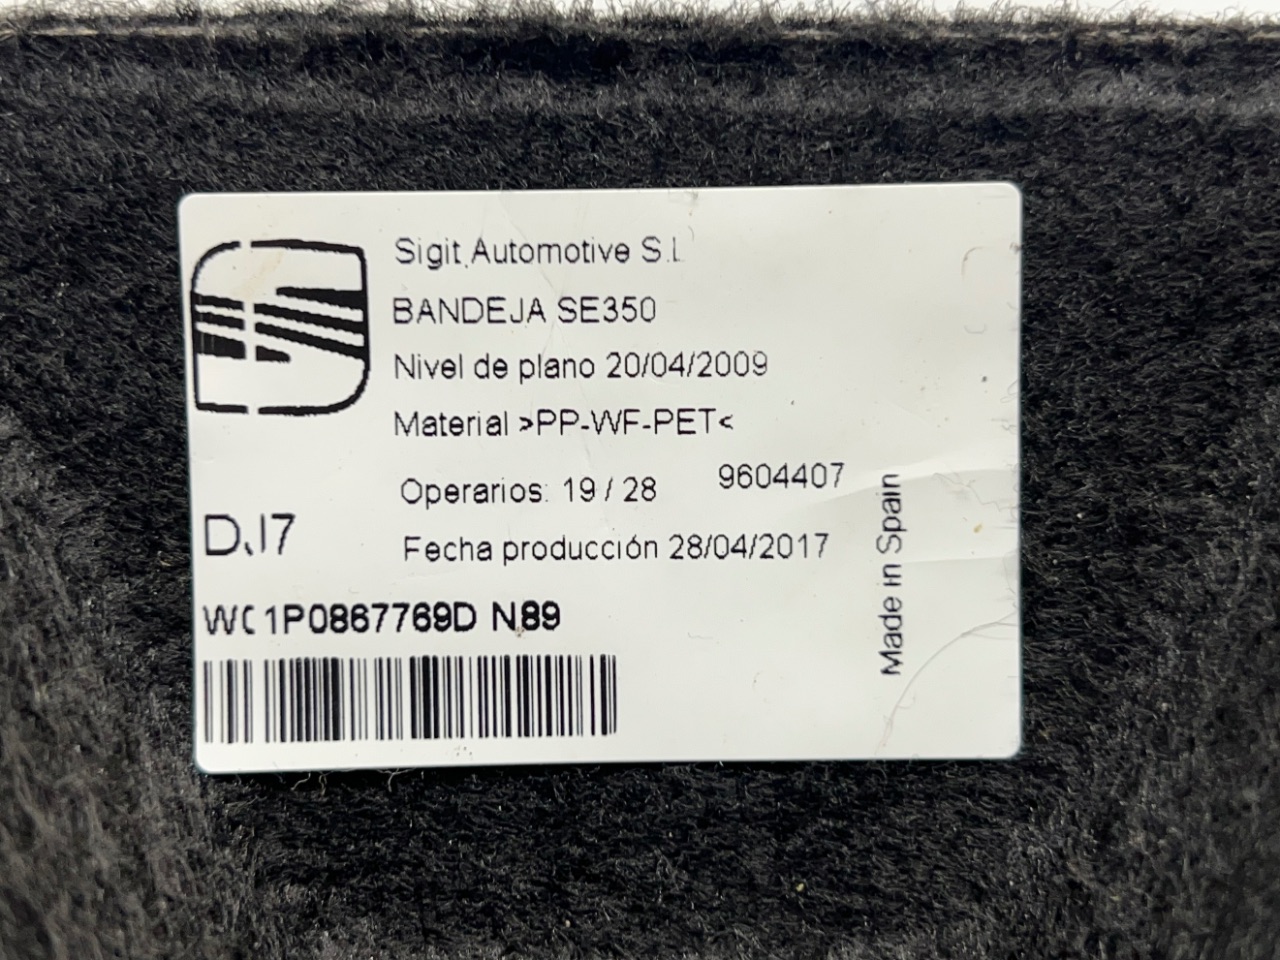 Sigit Automotive S.L
BANDEJA SE350
Nivel de plano 20/04/2009
Material >PP-WF-PET<
Operarios: 19 / 28 9604407
Fecha producción 28/04/2017
1P0867769D N89
Made in Spain